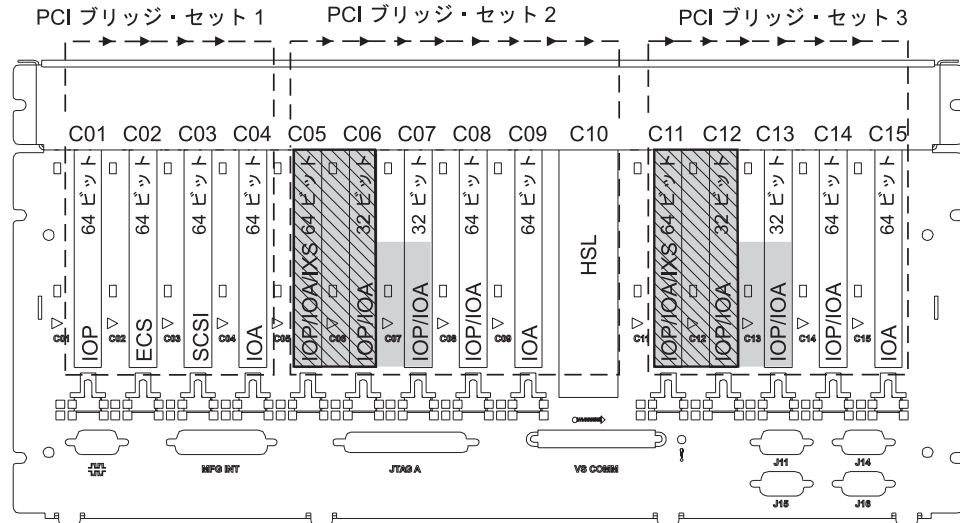 PCI ブリッジ・セット 1
PCI ブリッジ・セット 2
PCI ブリッジ・セット 3
C01 C02 C03 C04 C05 C06 C07 C08 C09 C10 C11 C12 C13 C14 C15
IOP 64 ビット
ECS 64 ビット
SCSI 64 ビット
IOA 64 ビット
IOP/IOA/IXS 64 ビット
IOP/IOA 32 ビット
IOP/IOA 32 ビット
IOP/IOA 64 ビット
IOA 64 ビット
HSL
IOP/IOA/IXS 64 ビット
IOP/IOA 32 ビット
IOP/IOA 32 ビット
IOP/IOA 64 ビット
IOA 64 ビット
C01 C02 C03 C04 C05 C06 C07 C08 C09 C11 C12 C13 C14 C15
MFG INT
JTAG A
VS COMM
J11
J14
J15
J16